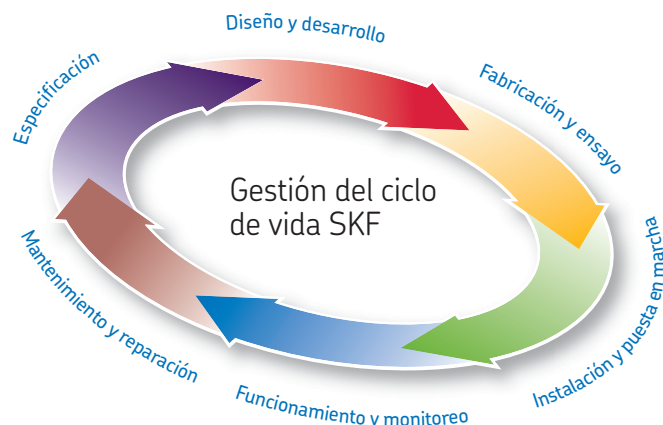 Diseño y desarrollo
Fabricación y ensayo
Instalación y puesta en marcha
Funcionamiento y monitoreo
Mantenimiento y reparación
Especificación
Gestión del ciclo
de vida SKF